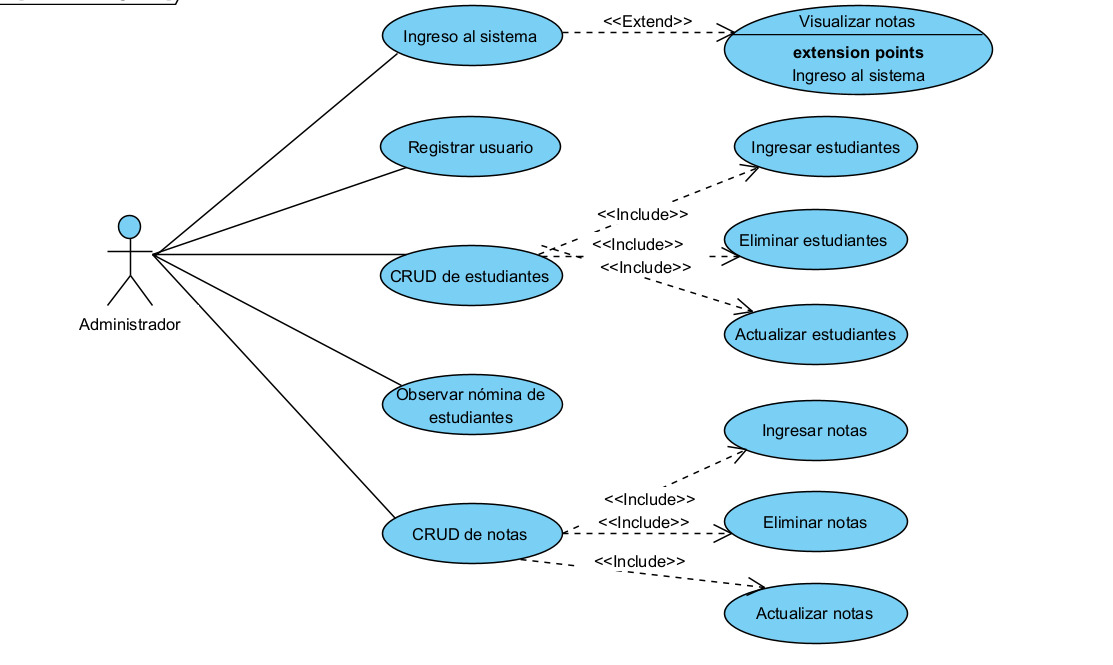 Ingreso al sistema
<<Extend>>
Visualizar notas
extension points
Ingreso al sistema
Registrar usuario
Ingresar estudiantes
<<Include>>
<<Include>>
<<Include>>
Eliminar estudiantes
CRUD de estudiantes
Actualizar estudiantes
Administrador
Observar nómina de
estudiantes
Ingresar notas
<<Include>>
<<Include>>
Eliminar notas
CRUD de notas
<<Include>>
Actualizar notas